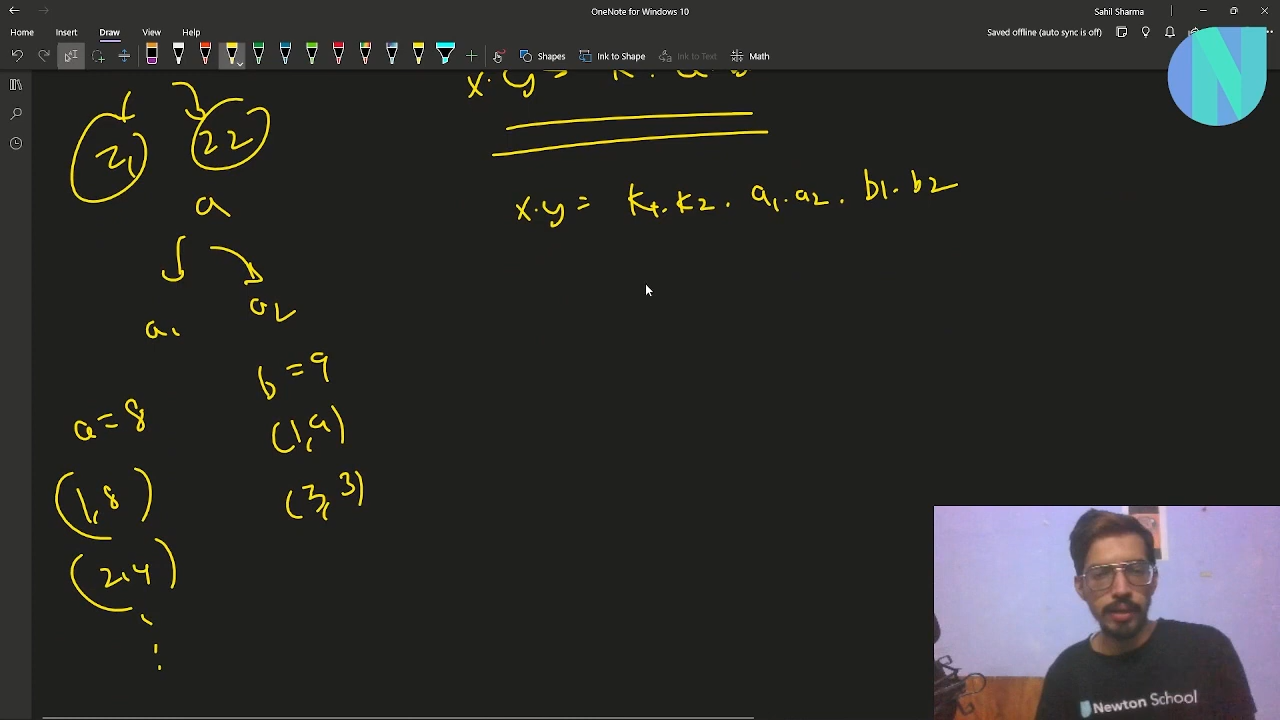 OneNote for Windows 10
Sahil Sharma
Home Insert Draw View Help
Saved offline (auto sync is off)
Shapes Ink to Shape Ink to Text Math
x.y = k. a. b
21 22
x.y = k1.k2. a1.a2. b1.b2
a
a1 a2
b = 9
a = 8
(1,9)
(1,8)
(3,3)
(2,4)
N
Newton School